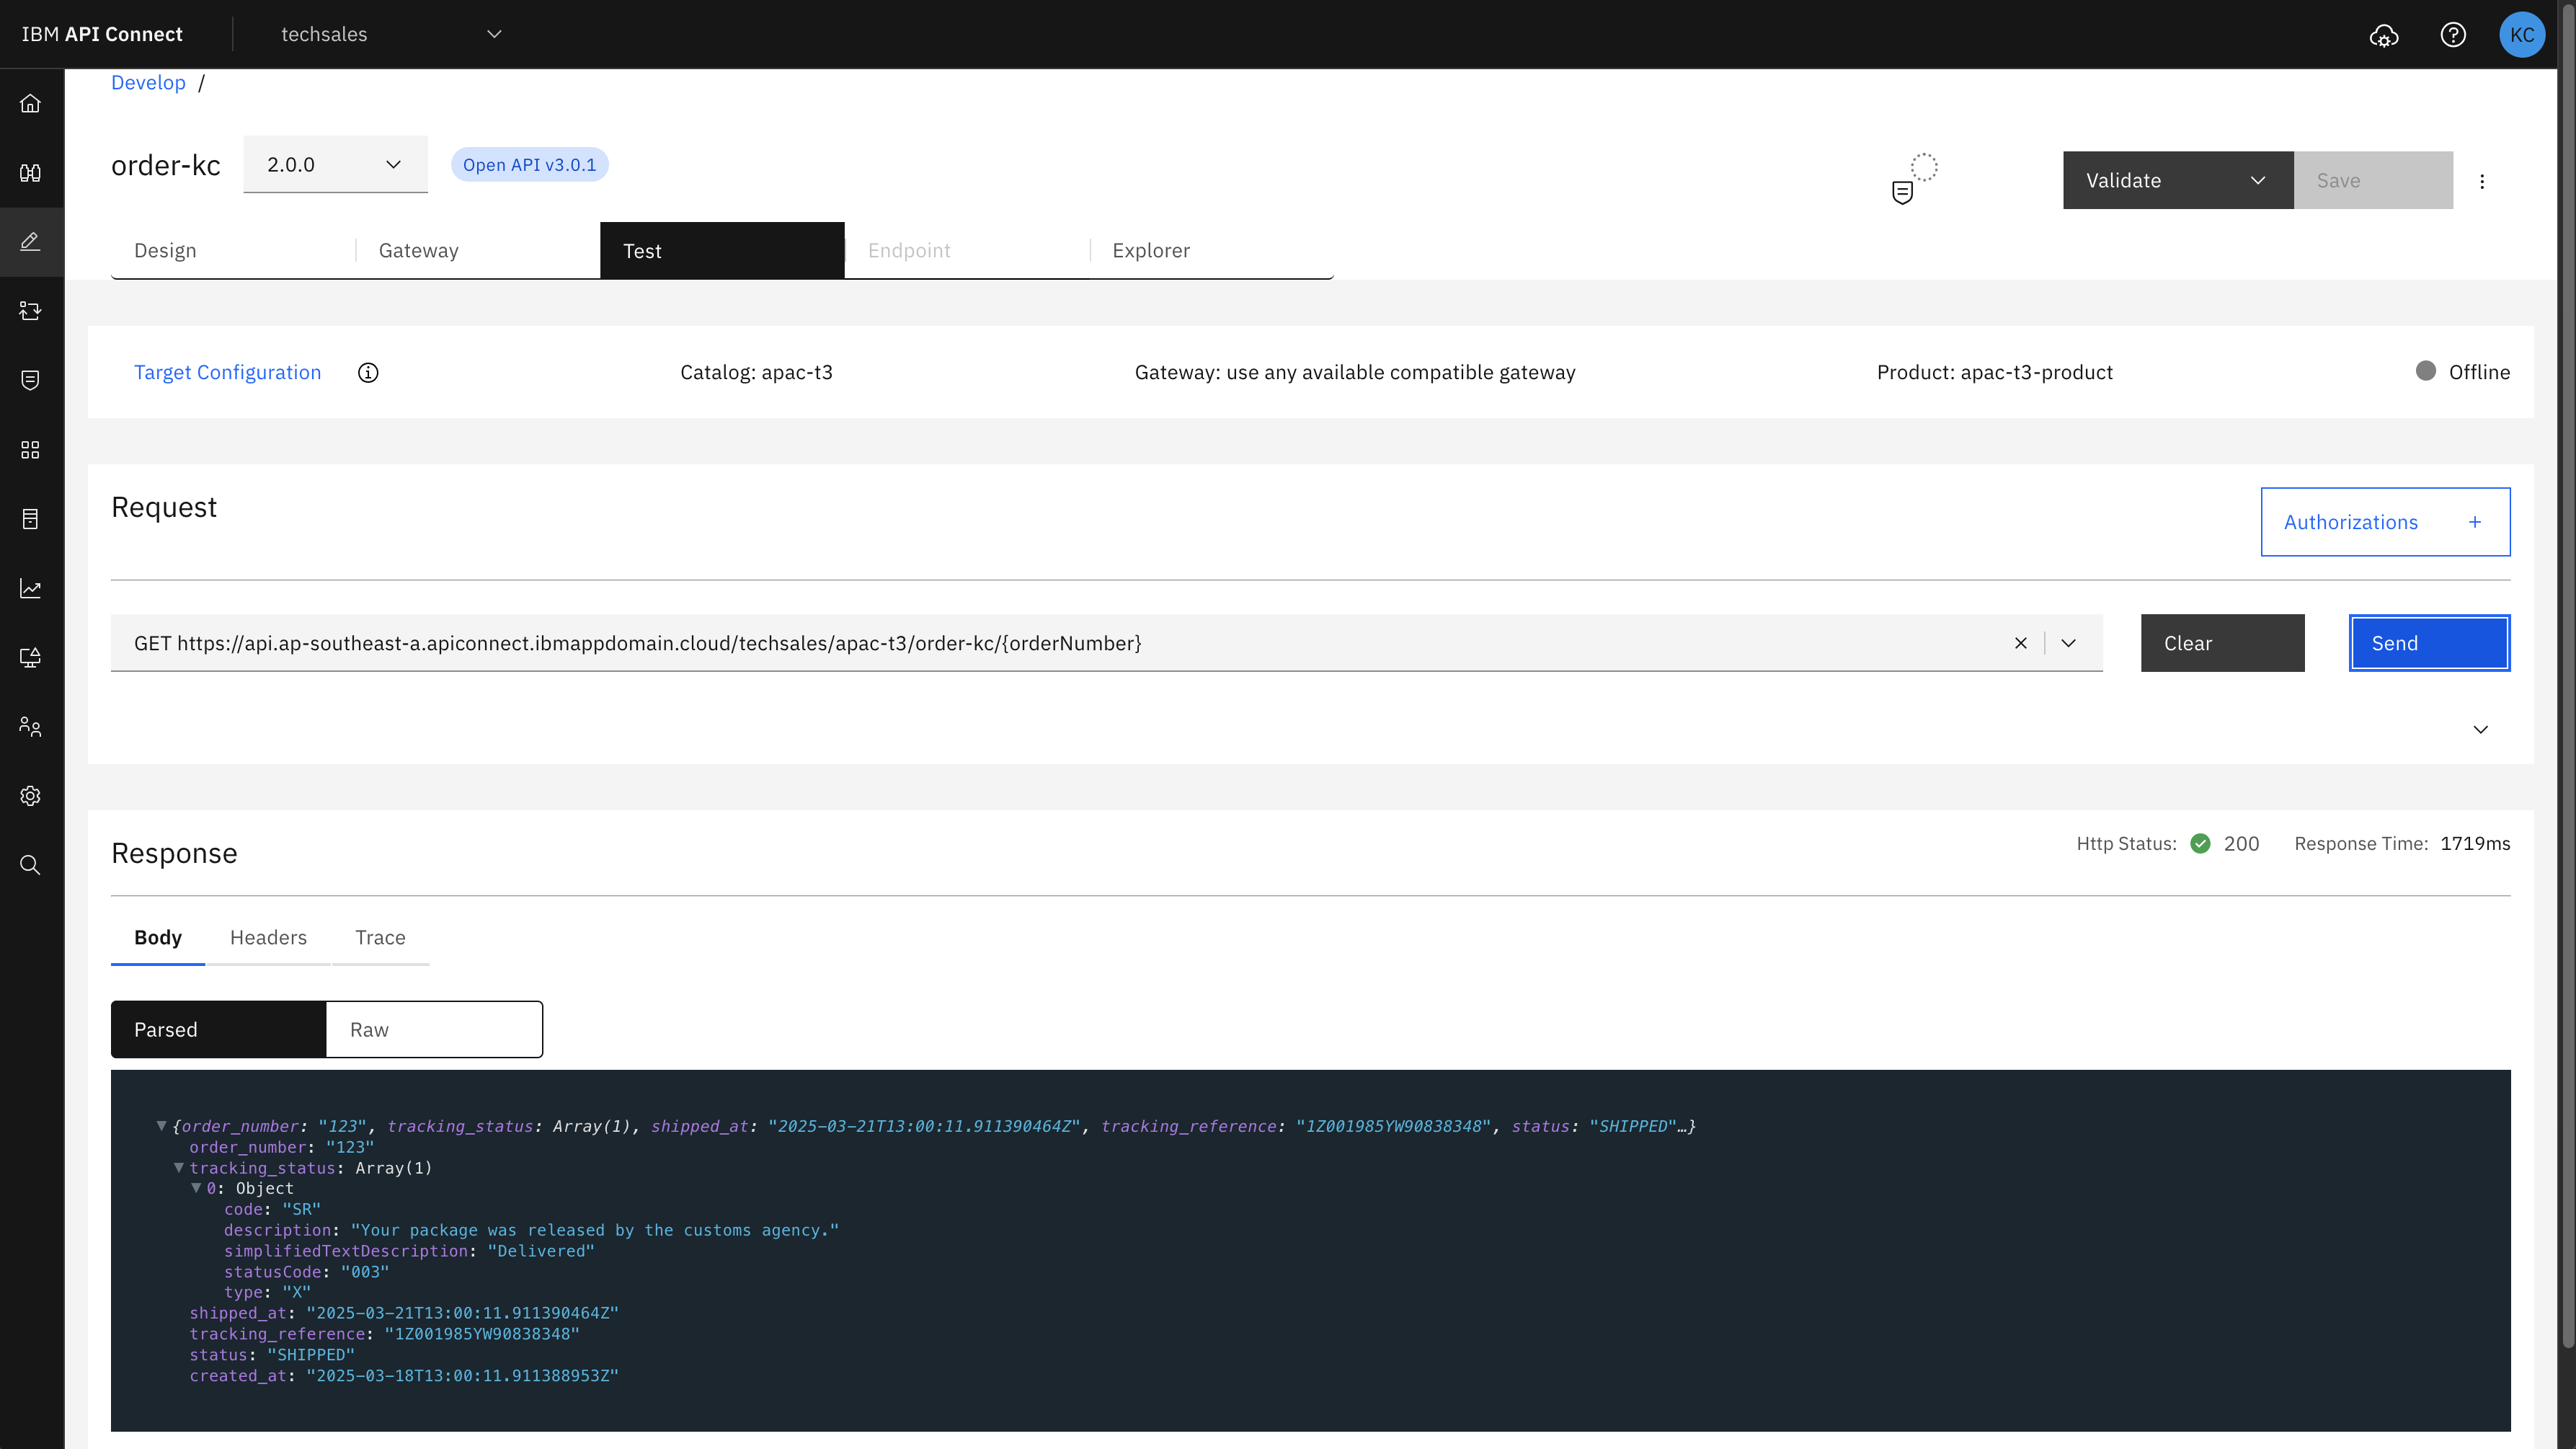 IBM API Connect
techsales
KC
Develop /
order-kc
2.0.0
Open API v3.0.1
Validate
Save
Design
Gateway
Test
Endpoint
Explorer
Target Configuration
Catalog: apac-t3
Gateway: use any available compatible gateway
Product: apac-t3-product
Offline
Request
Authorizations +
GET https://api.ap-southeast-a.apiconnect.ibmappdomain.cloud/techsales/apac-t3/order-kc/{orderNumber}
Clear
Send
Response
Http Status: 200
Response Time: 1719ms
Body
Headers
Trace
Parsed
Raw
{order_number: "123", tracking_status: Array(1), shipped_at: "2025-03-21T13:00:11.911390464Z", tracking_reference: "1Z001985YW90838348", status: "SHIPPED"…}
order_number: "123"
tracking_status: Array(1)
0: Object
code: "SR"
description: "Your package was released by the customs agency."
simplifiedTextDescription: "Delivered"
statusCode: "003"
type: "X"
shipped_at: "2025-03-21T13:00:11.911390464Z"
tracking_reference: "1Z001985YW90838348"
status: "SHIPPED"
created_at: "2025-03-18T13:00:11.911388953Z"